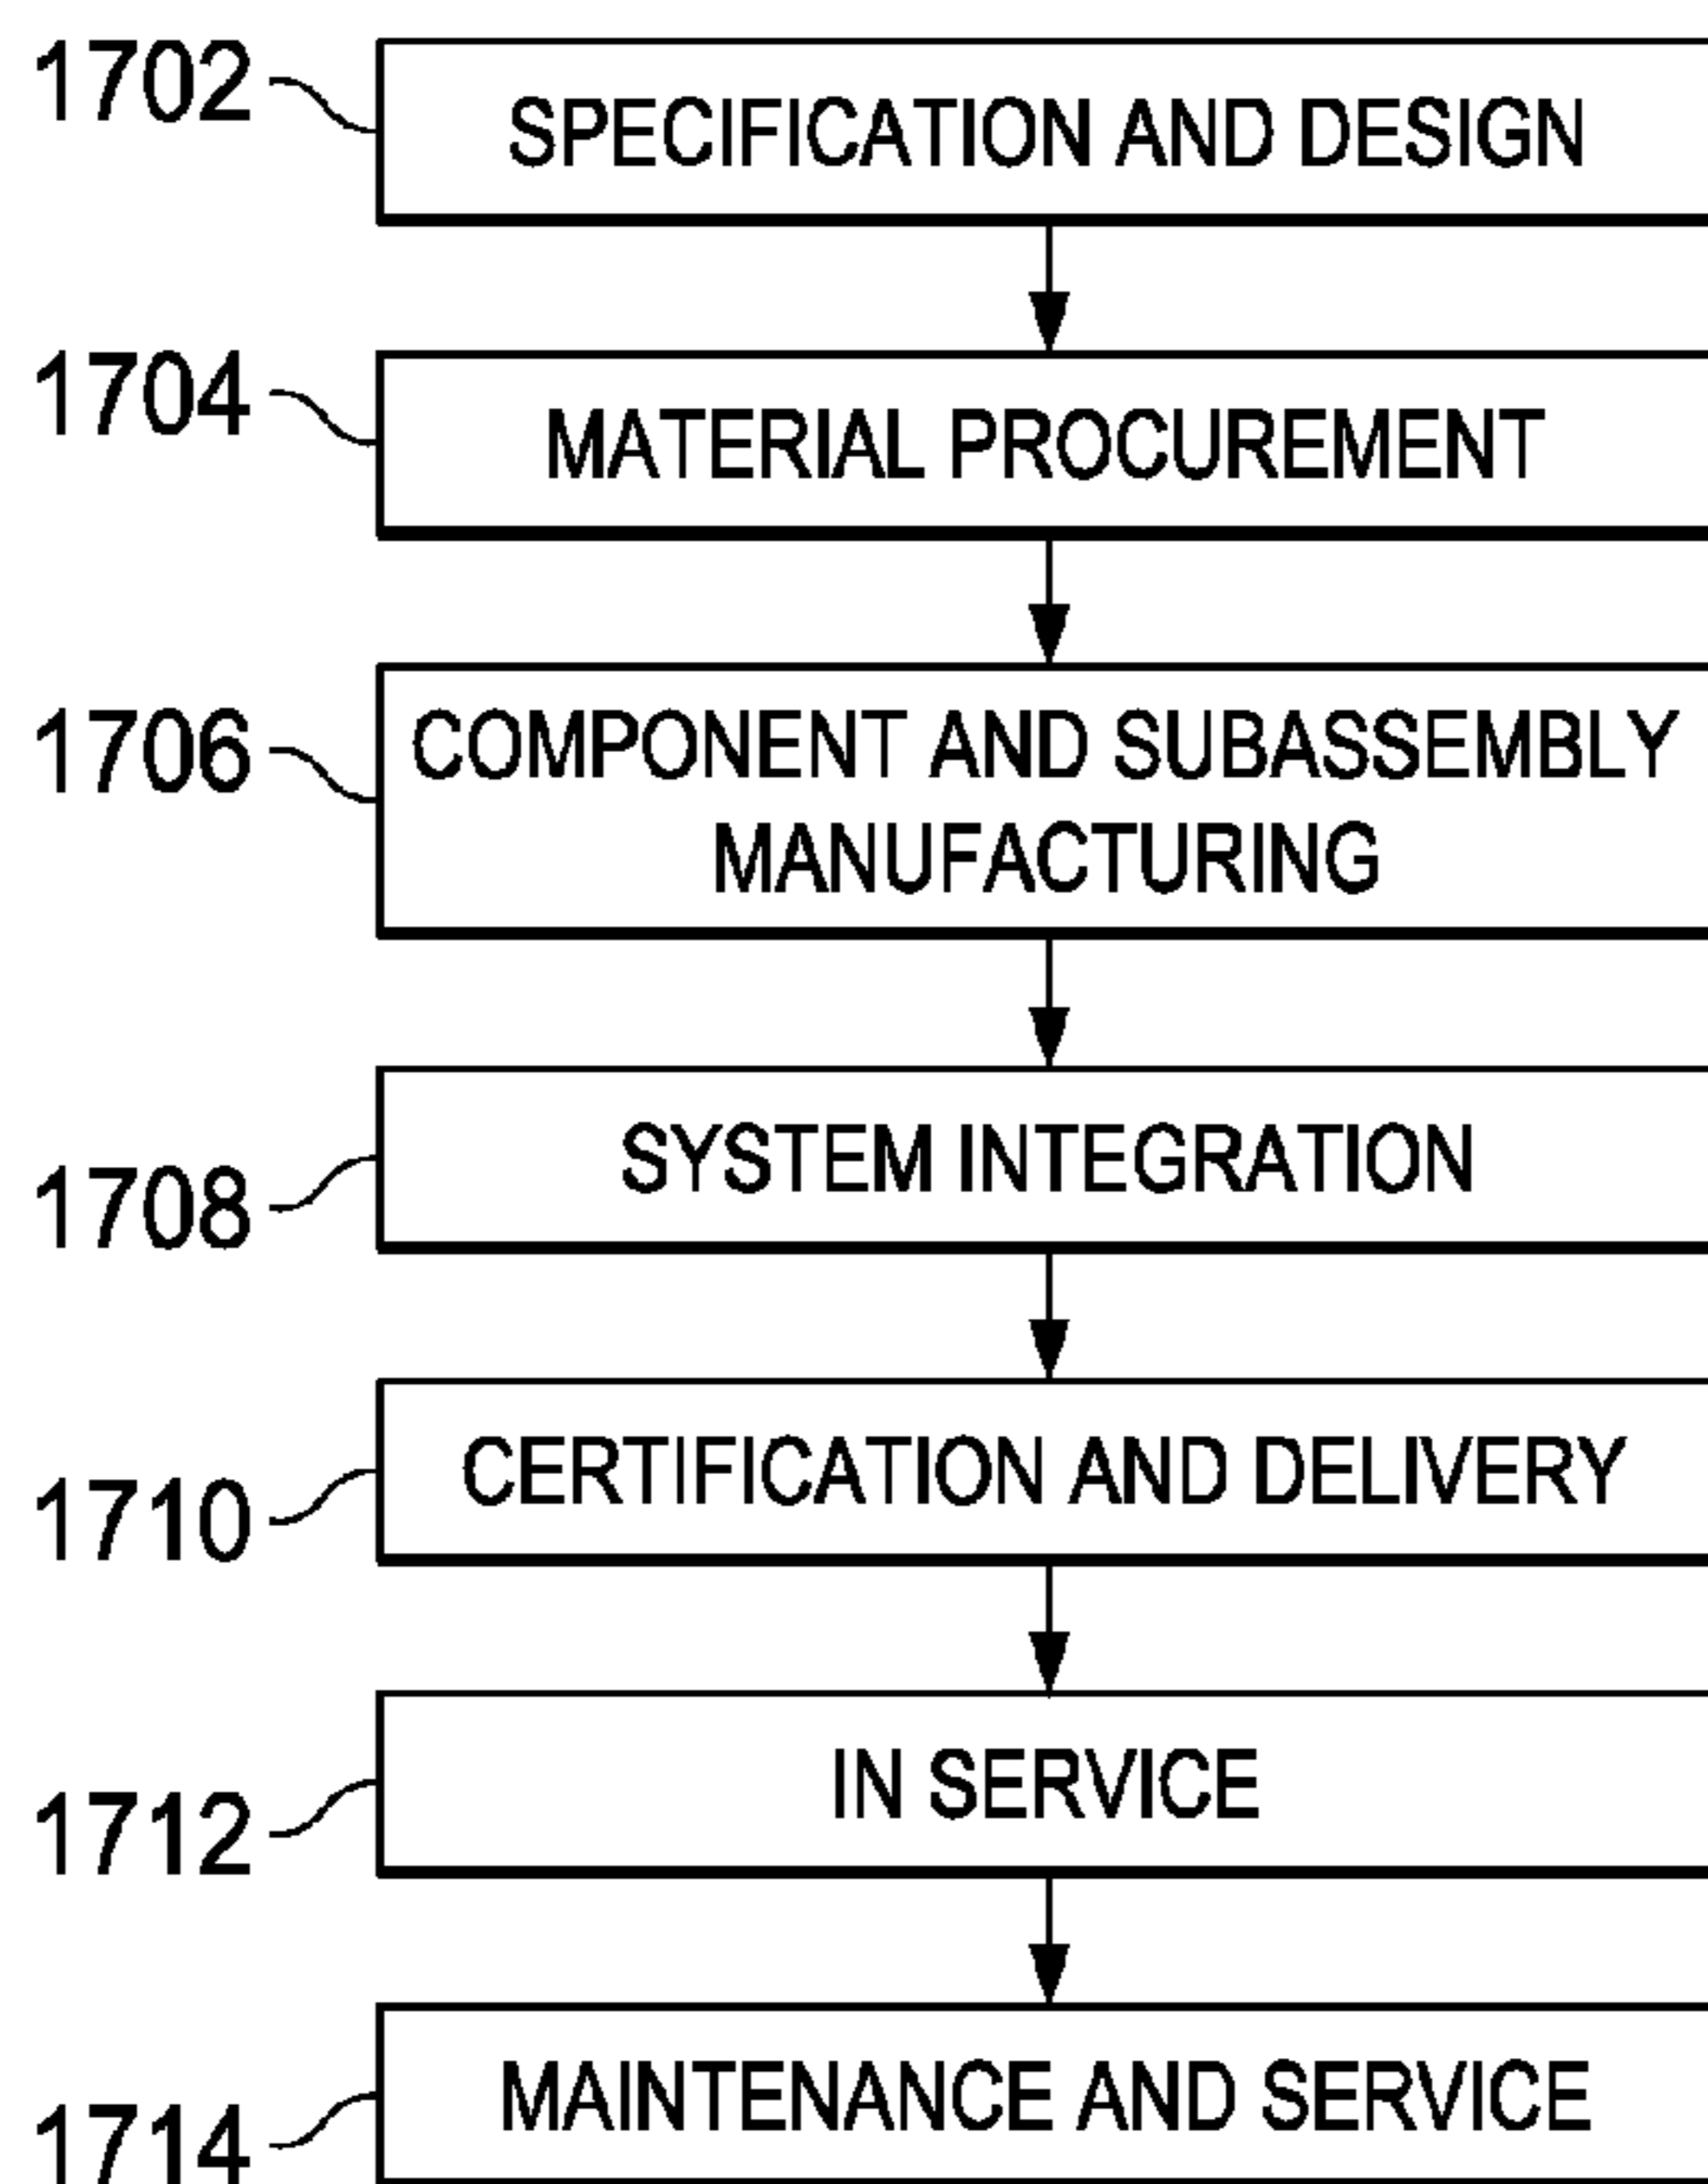 1702
SPECIFICATION AND DESIGN
1704
MATERIAL PROCUREMENT
1706
COMPONENT AND SUBASSEMBLY
MANUFACTURING
1708
SYSTEM INTEGRATION
1710
CERTIFICATION AND DELIVERY
1712
IN SERVICE
1714
MAINTENANCE AND SERVICE